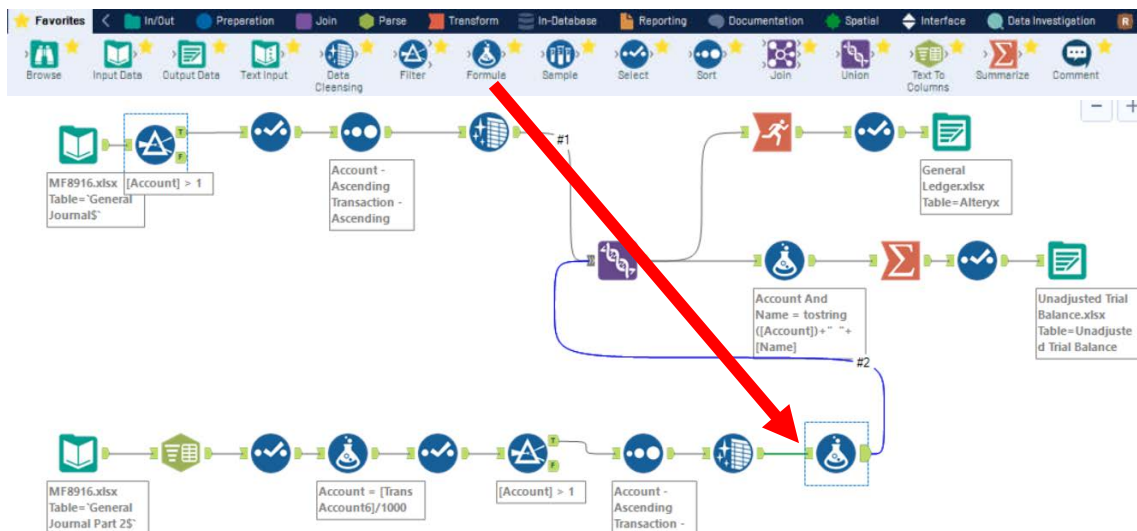 Favorites In/Out Preparation Join Parse Transform In-Database Reporting Documentation Spatial Interface Data Investigation R
Browse Input Data Output Data Text Input Data Cleansing Filter Formule Sample Select Sort Join Union Text To Columns Summarize Comment
#1
MF8916.xlsx
Table=`General
Journal$`
[Account] > 1
Account -
Ascending
Transaction -
Ascending
General
Ledger.xlsx
Table=Alteryx
Account And
Name = tostring
([Account])+" "+
[Name]
Unadjusted Trial
Balance.xlsx
Table=Unadjuste
d Trial Balance
#2
MF8916.xlsx
Table=`General
Journal Part 2$`
Account = [Trans
Account6]/1000
[Account] > 1
Account -
Ascending
Transaction -